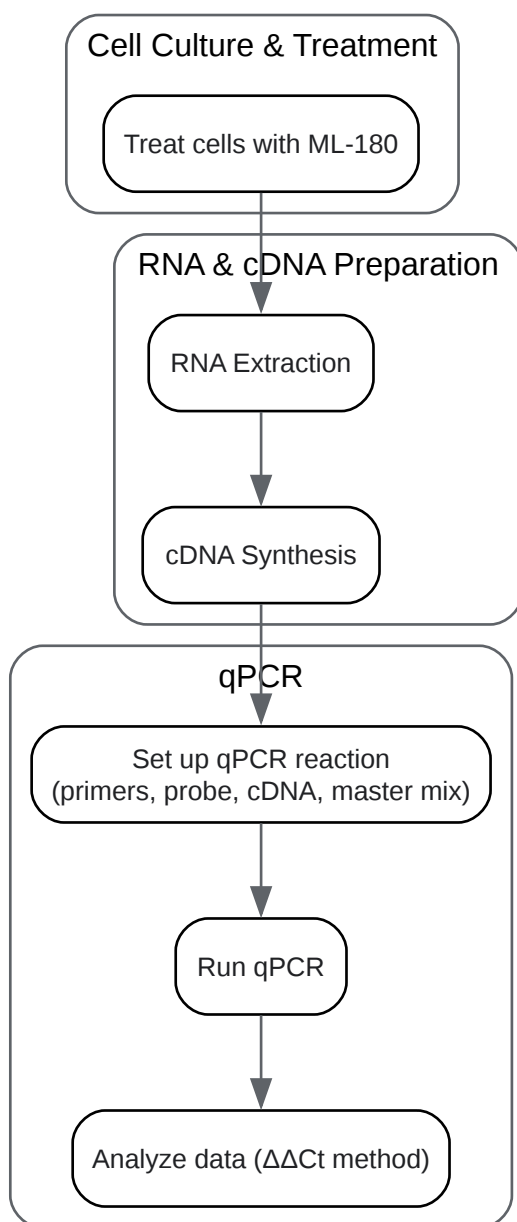 Cell Culture & Treatment
Treat cells with ML-180
RNA & cDNA Preparation
RNA Extraction
cDNA Synthesis
qPCR
Set up qPCR reaction
(primers, probe, cDNA, master mix)
Run qPCR
Analyze data (ΔΔCt method)